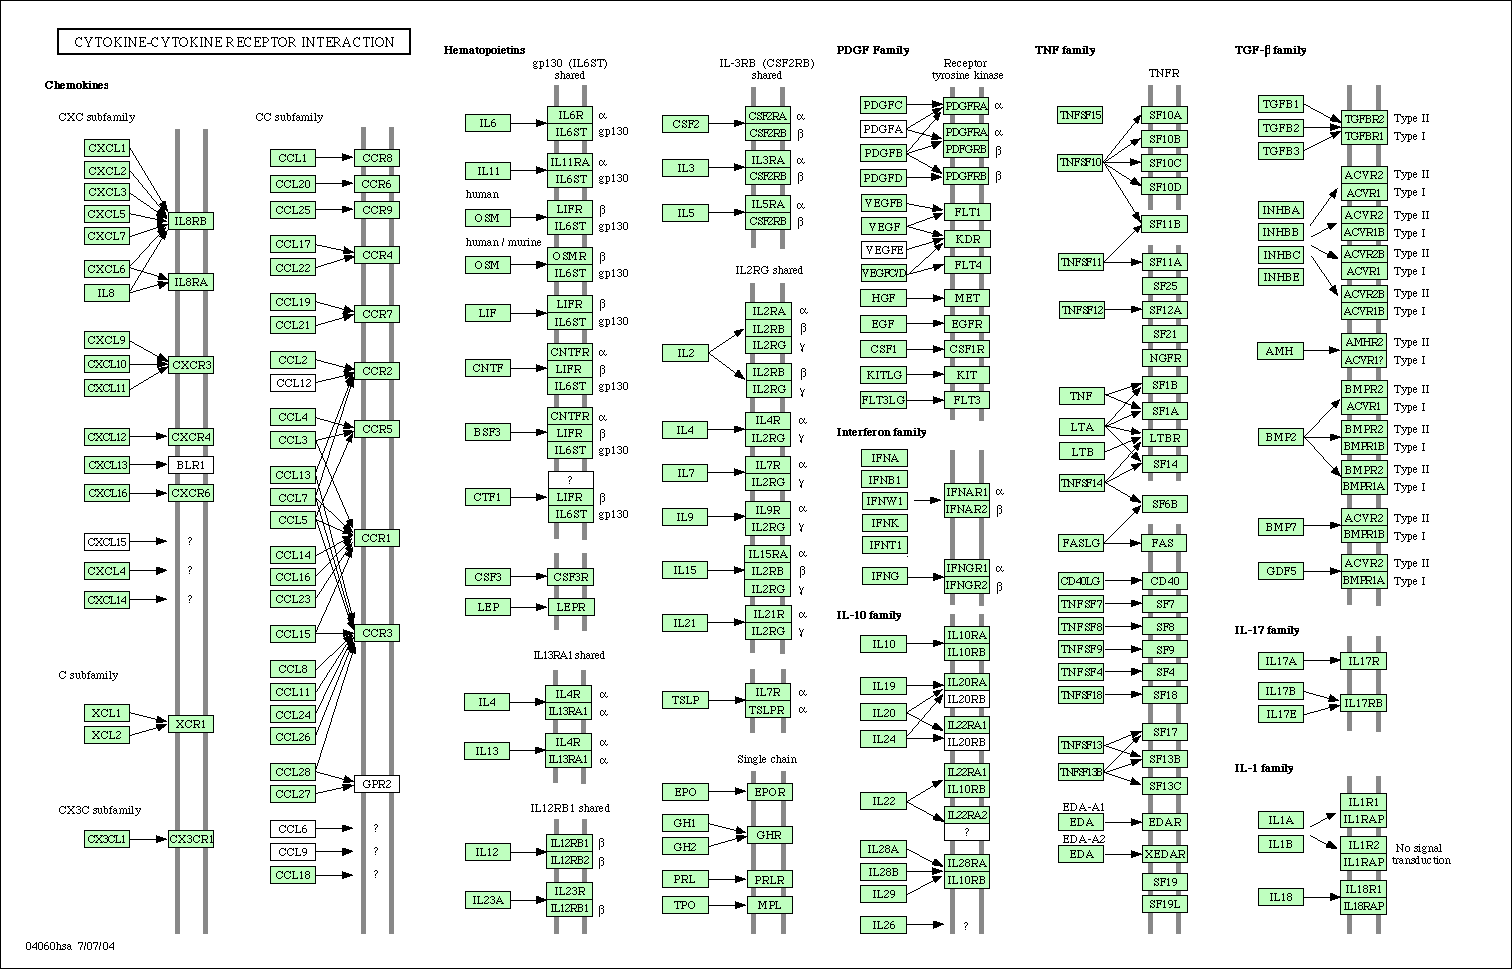 CYTOKINE-CYTOKINE RECEPTOR INTERACTION
Chemokines
CXC subfamily
CXCL1
CXCL2
CXCL3
CXCL5
CXCL7
IL8RB
CXCL6
IL8
IL8RA
CXCL9
CXCL10
CXCL11
CXCR3
CXCL12
CXCR4
CXCL13
BLR1
CXCL16
CXCR6
CXCL15
?
CXCL4
?
CXCL14
?
C subfamily
XCL1
XCL2
XCR1
CX3C subfamily
CX3CL1
CX3CR1
04060hsa 7/07/04
CC subfamily
CCL1
CCR8
CCL20
CCR6
CCL25
CCR9
CCL17
CCL22
CCR4
CCL19
CCL21
CCR7
CCL2
CCL12
CCR2
CCL4
CCL3
CCR5
CCL13
CCL7
CCL5
CCR1
CCL14
CCL16
CCL23
CCL15
CCR3
CCL8
CCL11
CCL24
CCL26
CCL28
CCL27
GPR2
CCL6
?
CCL9
?
CCL18
?
Hematopoietins
gp130 (IL6ST)
shared
IL6
IL6R α
IL6ST gp130
IL11
IL11RA α
IL6ST gp130
human
OSM
LIFR β
IL6ST gp130
human / murine
OSM
OSMR β
IL6ST gp130
LIF
LIFR β
IL6ST gp130
CNTF
CNTFR α
LIFR β
IL6ST gp130
BSF3
CNTFR α
LIFR β
IL6ST gp130
CTF1
?
LIFR β
IL6ST gp130
CSF3
CSF3R
LEP
LEPR
IL13RA1 shared
IL4
IL4R α
IL13RA1 α
IL13
IL4R α
IL13RA1 α
IL12RB1 shared
IL12
IL12RB1 β
IL12RB2 β
IL23A
IL23R
IL12RB1 β
IL-3RB (CSF2RB)
shared
CSF2
CSF2RA α
CSF2RB β
IL3
IL3RA α
CSF2RB β
IL5
IL5RA α
CSF2RB β
IL2RG shared
IL2
IL2RA α
IL2RB β
IL2RG γ
IL2RB β
IL2RG γ
IL4
IL4R α
IL2RG γ
IL7
IL7R α
IL2RG γ
IL9
IL9R α
IL2RG γ
IL15
IL15RA α
IL2RB β
IL2RG γ
IL21
IL21R α
IL2RG γ
TSLP
IL7R α
TSLPR α
Single chain
EPO
EPOR
GH1
GH2
GHR
PRL
PRLR
TPO
MPL
PDGF Family
Receptor
tyrosine kinase
PDGFC
PDGFA
PDGFB
PDGFD
PDGFRA α
PDGFRA α
PDFGRB β
PDGFRB β
VEGFB
VEGF
VEGFE
VEGFC/D
FLT1
KDR
FLT4
HGF
MET
EGF
EGFR
CSF1
CSF1R
KITLG
KIT
FLT3LG
FLT3
Interferon family
IFNA
IFNB1
IFNW1
IFNK
IFNT1
IFNAR1 α
IFNAR2 β
IFNG
IFNGR1 α
IFNGR2 β
IL-10 family
IL10
IL10RA
IL10RB
IL19
IL20
IL24
IL20RA
IL20RB
IL22RA1
IL20RB
IL22
IL22RA1
IL10RB
IL22RA2
?
IL28A
IL28B
IL29
IL28RA
IL10RB
IL26
?
TNF family
TNFR
TNFSF15
TNFSF10
SF10A
SF10B
SF10C
SF10D
SF11B
TNFSF11
SF11A
SF25
TNFSF12
SF12A
SF21
NGFR
TNF
LTA
LTB
TNFSF14
SF1B
SF1A
LTBR
SF14
SF6B
FASLG
FAS
CD40LG
CD40
TNFSF7
SF7
TNFSF8
SF8
TNFSF9
SF9
TNFSF4
SF4
TNFSF18
SF18
TNFSF13
TNFSF13B
SF17
SF13B
SF13C
EDA-A1
EDA
EDAR
EDA-A2
EDA
XEDAR
SF19
SF19L
TGF-β family
TGFB1
TGFB2
TGFB3
TGFBR2 Type II
TGFBR1 Type I
INHBA
INHBB
INHBC
INHBE
ACVR2 Type II
ACVR1 Type I
ACVR2 Type II
ACVR1B Type I
ACVR2B Type II
ACVR1 Type I
ACVR2B Type II
ACVR1B Type I
AMH
AMHR2 Type II
ACVR1? Type I
BMP2
BMPR2 Type II
ACVR1 Type I
BMPR2 Type II
BMPR1B Type I
BMPR2 Type II
BMPR1A Type I
BMP7
ACVR2 Type II
BMPR1B Type I
GDF5
ACVR2 Type II
BMPR1A Type I
IL-17 family
IL17A
IL17R
IL17B
IL17E
IL17RB
IL-1 family
IL1A
IL1B
IL1R1
IL1RAP
IL1R2
IL1RAP
No signal
transduction
IL18
IL18R1
IL18RAP